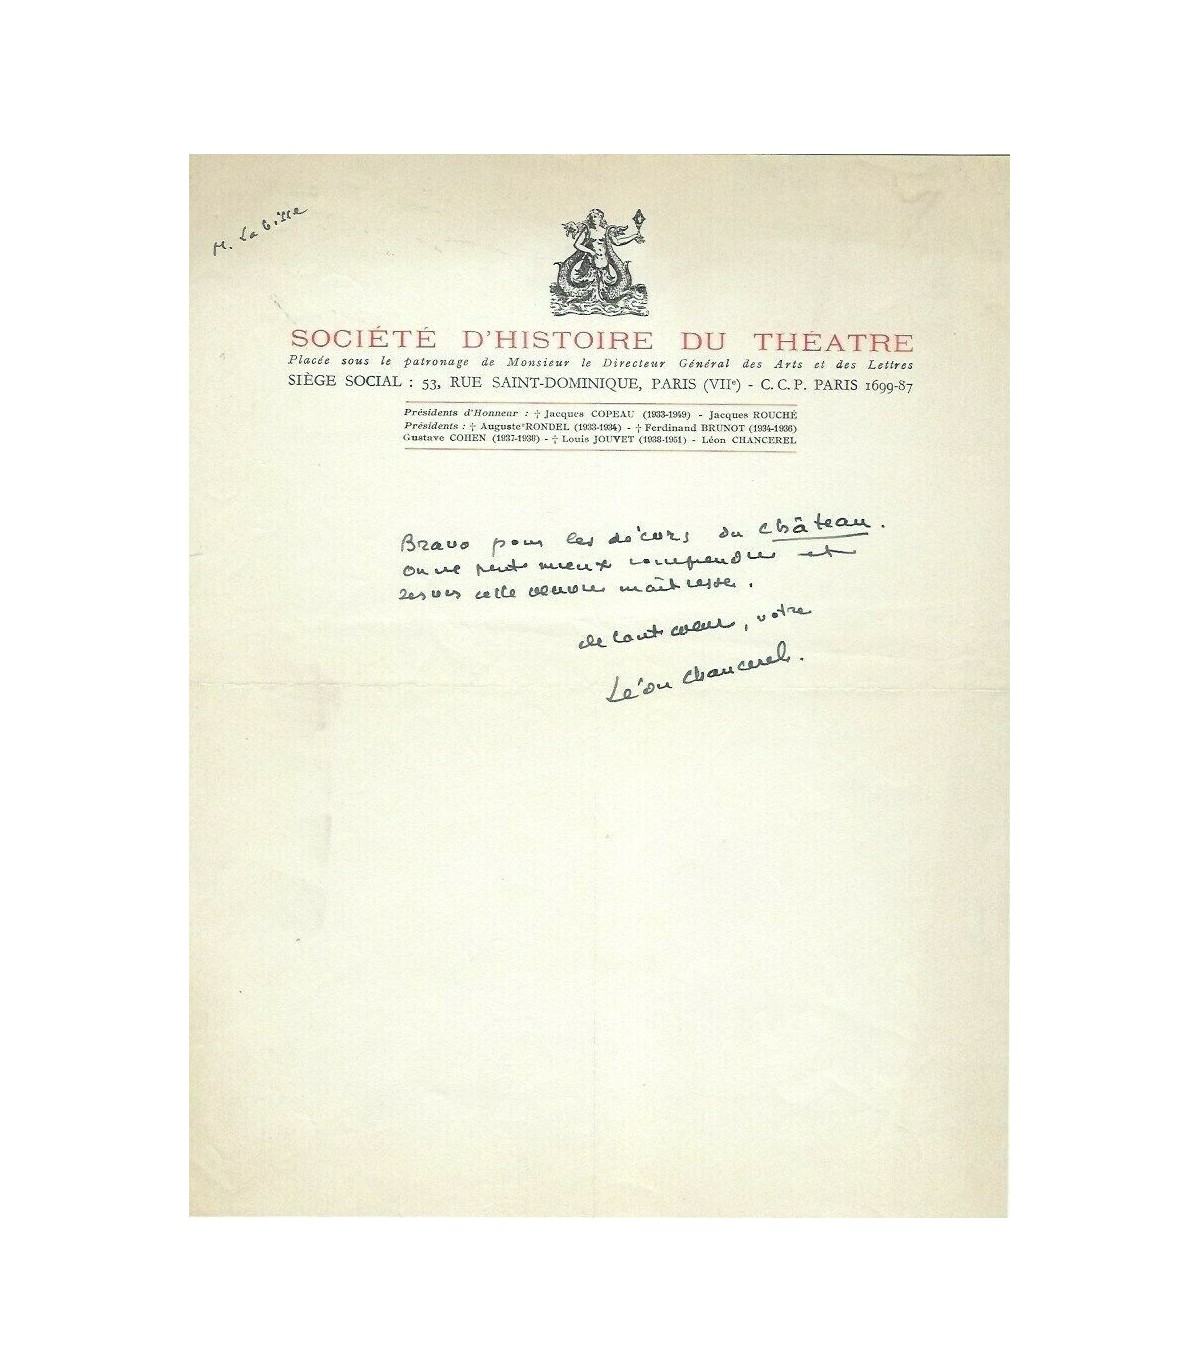 M. Labisse
SOCIÉTÉ D'HISTOIRE DU THÉATRE
Placée sous le patronage de Monsieur le Directeur Général des Arts et des Lettres
SIÈGE SOCIAL : 53, RUE SAINT-DOMINIQUE, PARIS (VIIe) - C. C. P. PARIS 1699-87
Présidents d'Honneur : † Jacques COPEAU (1933-1949) - Jacques ROUCHÉ
Présidents : † Auguste RONDEL (1933-1934) - † Ferdinand BRUNOT (1934-1936)
Gustave COHEN (1937-1938) - † Louis JOUVET (1938-1951) - Léon CHANCEREL
Bravo pour les décors du Château.
On ne peut mieux comprendre et
servir cette œuvre maîtresse.
de tout cœur, votre
Léon Chancerel.